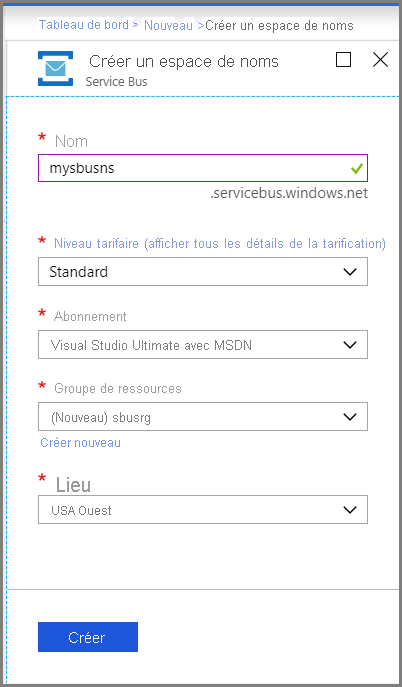 Tableau de bord > Nouveau >Créer un espace de noms
Créer un espace de noms
Service Bus
* Nom
mysbusns
.servicebus.windows.net
* Niveau tarifaire (afficher tous les détails de la tarification)
Standard
* Abonnement
Visual Studio Ultimate avec MSDN
* Groupe de ressources
(Nouveau) sbusrg
Créer nouveau
* Lieu
USA Ouest
Créer